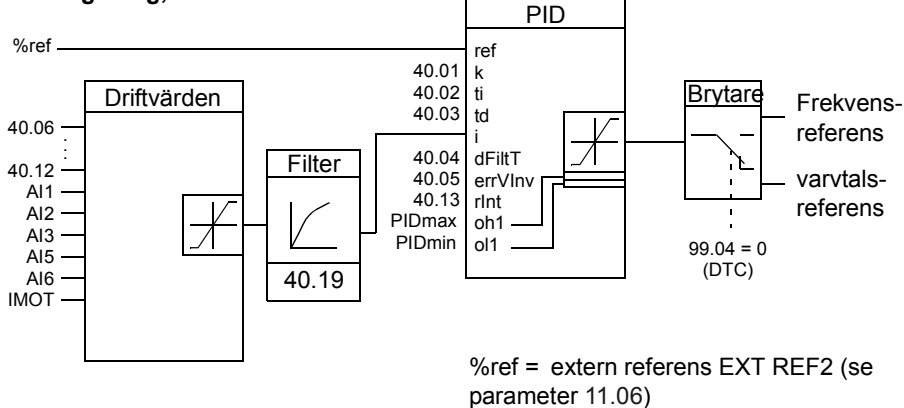 PID
%ref
ref
40.01 k
40.02 ti
40.03 td
i
40.04 dFiltT
40.05 errVInv
40.13 rInt
PIDmax oh1
PIDmin ol1
Driftvärden
40.06
40.12
AI1
AI2
AI3
AI5
AI6
IMOT
Filter
40.19
Brytare
Frekvens-
referens
varvtals-
referens
99.04 = 0
(DTC)
%ref = extern referens EXT REF2 (se
parameter 11.06)